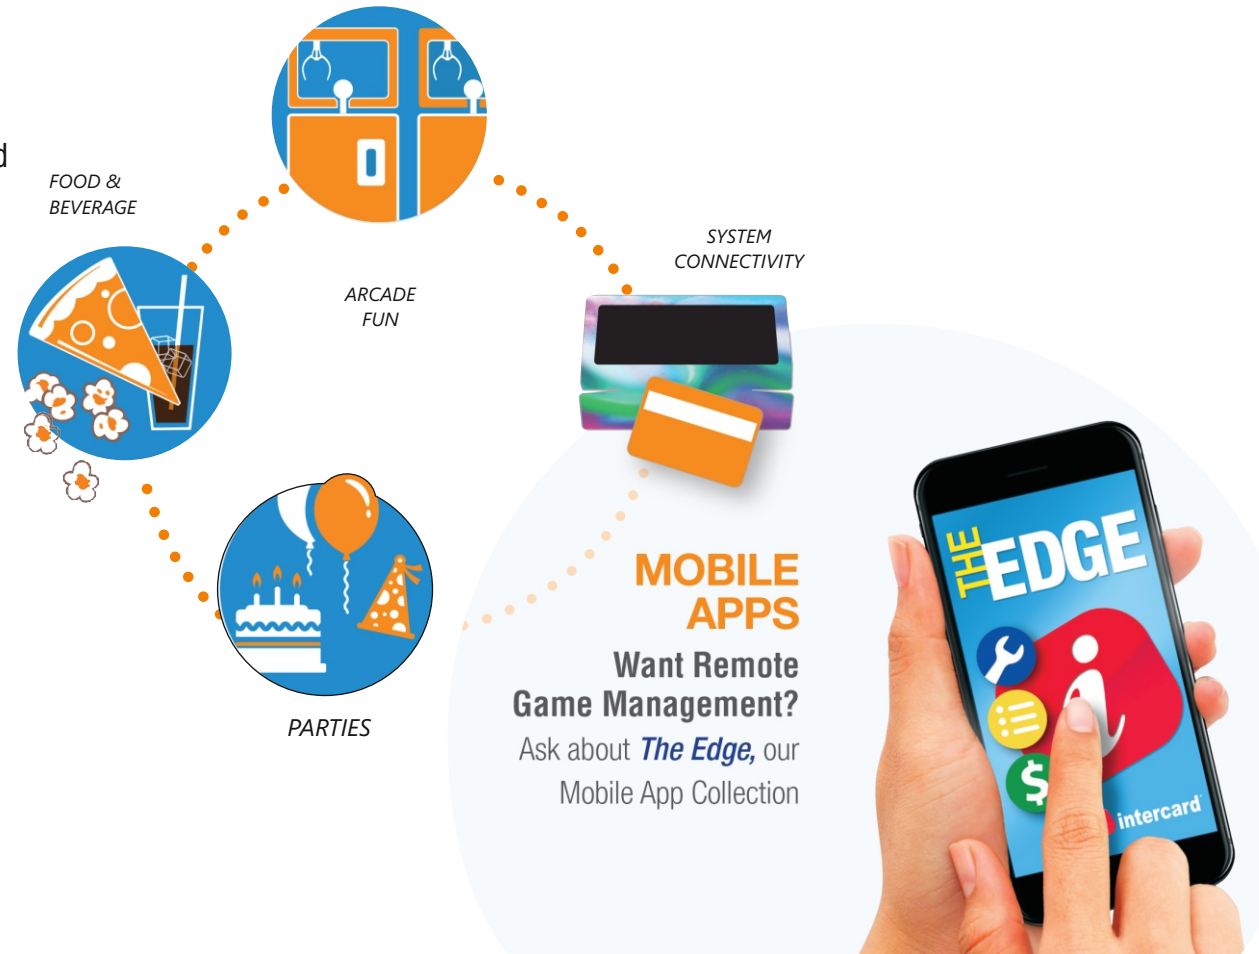 d
FOOD &
BEVERAGE
ARCADE
FUN
SYSTEM
CONNECTIVITY
PARTIES
MOBILE
APPS
Want Remote
Game Management?
Ask about The Edge, our
Mobile App Collection
THE
EDGE
i
$
intercard